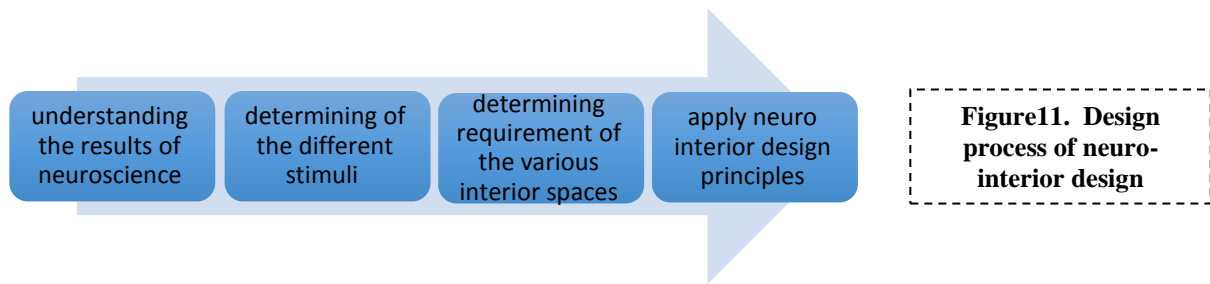 understanding
the results of
neuroscience
determining of
the different
stimuli
determining
requirement of
the various
interior spaces
apply neuro
interior design
principles
Figure11. Design
process of neuro-
interior design